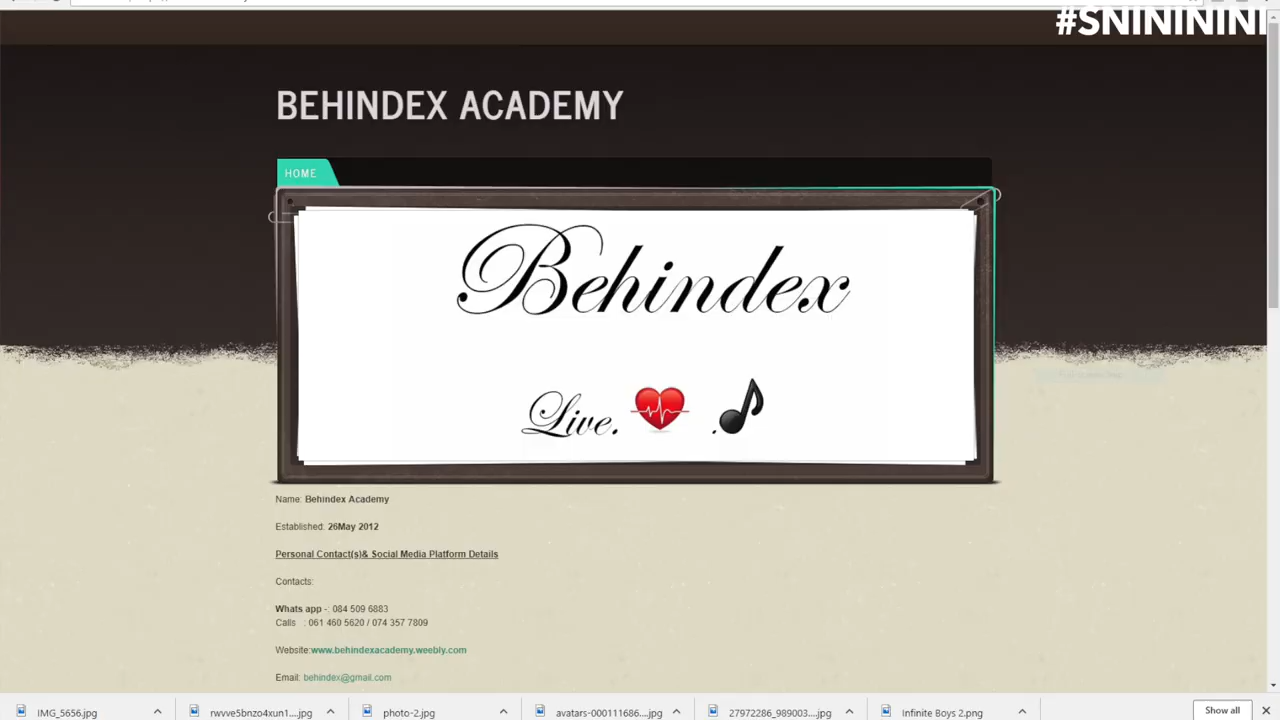 #SNINININI
BEHINDEX ACADEMY
HOME
Behindex
Live. .
Name: Behindex Academy
Established: 26May 2012
Personal Contact(s)& Social Media Platform Details
Contacts:
Whats app -: 084 509 6883
Calls : 061 460 5620 / 074 357 7809
Website:www.behindexacademy.weebly.com
Email: behindex@gmail.com
IMG_5656.jpg rwvve5bnzo4xun1....jpg photo-2.jpg avatars-000111686...jpg 27972286_989003...jpg Infinite Boys 2.png Show all